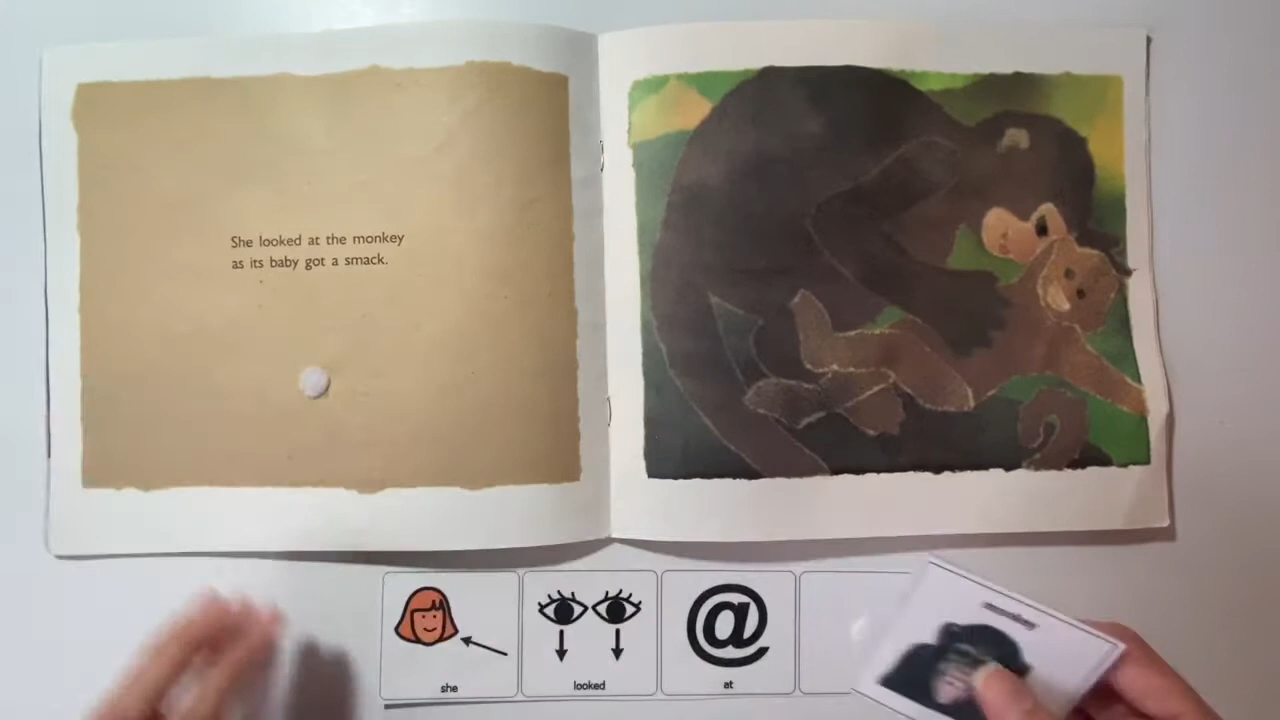 She looked at the monkey
as its baby got a smack.
@
she
looked
at